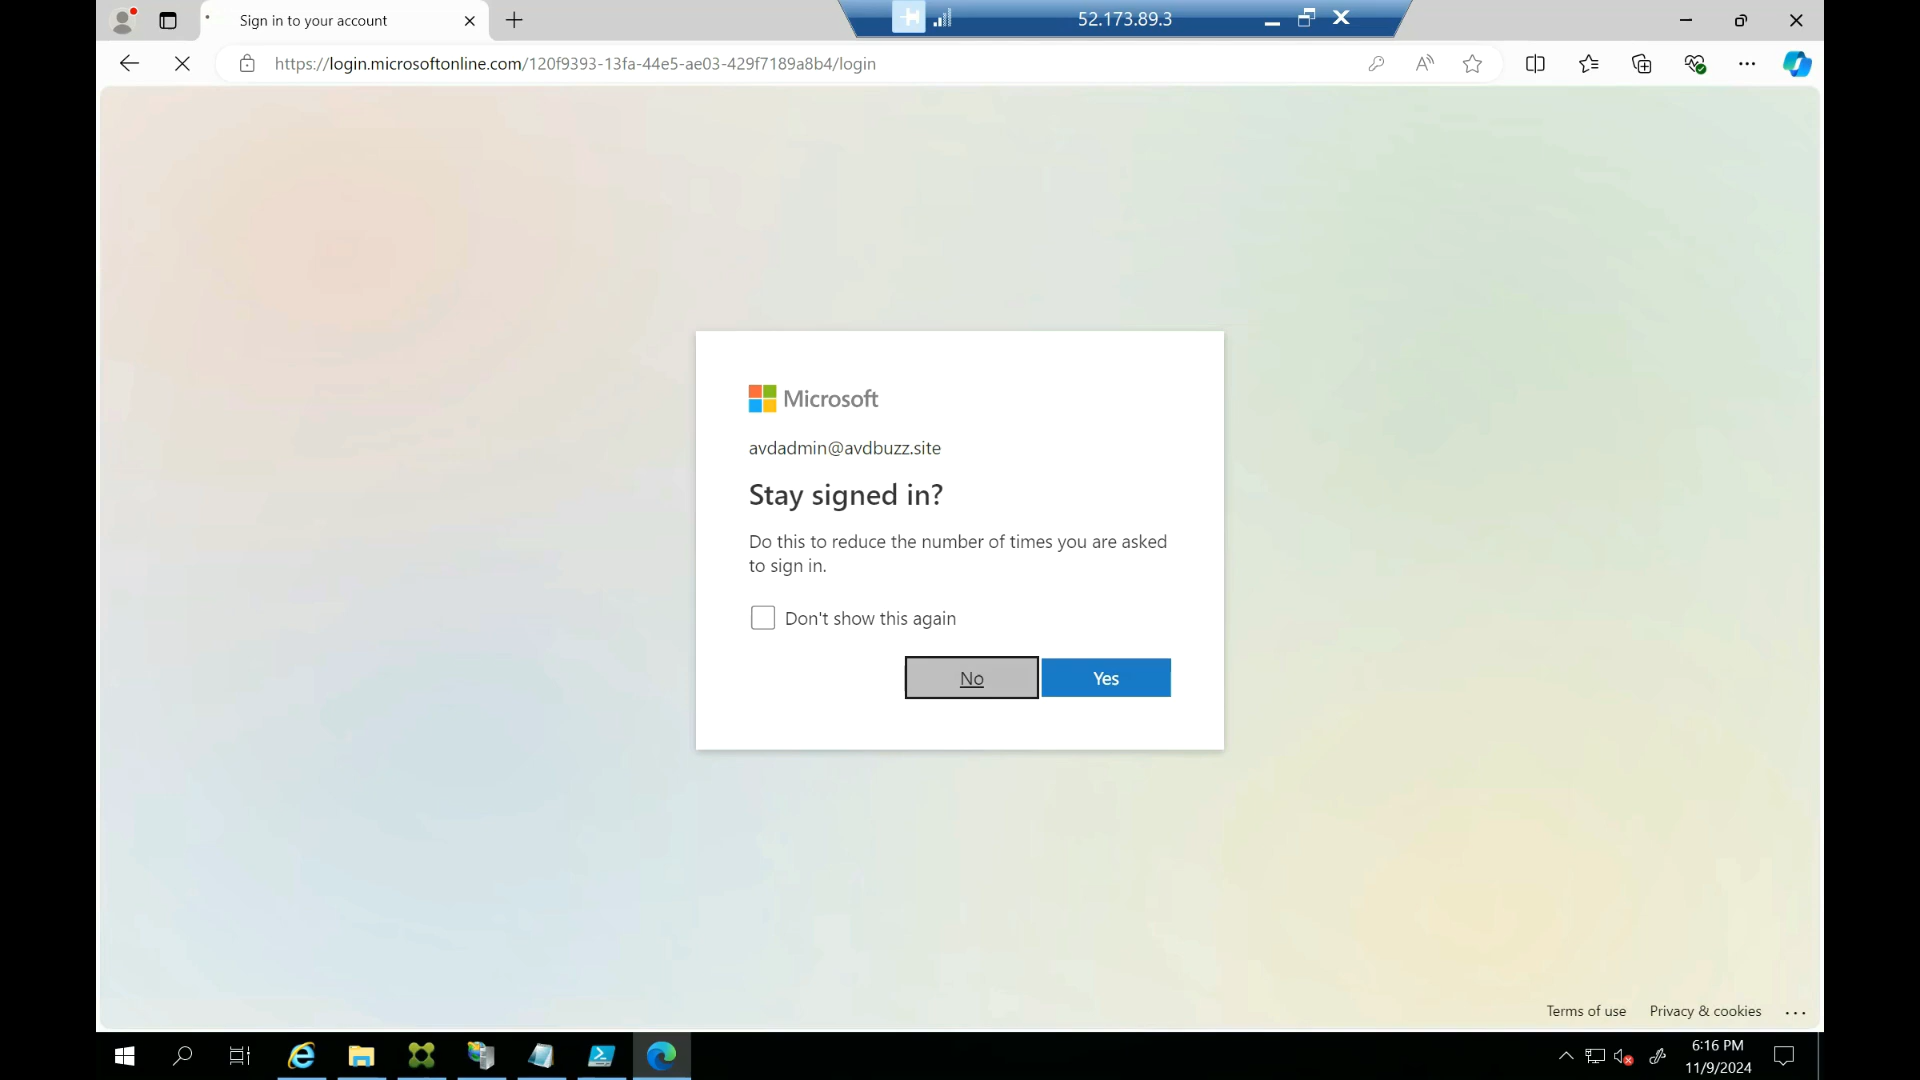 Sign in to your account
52.173.89.3
https://login.microsoftonline.com/120f9393-13fa-44e5-ae03-429f7189a8b4/login
Microsoft
avdadmin@avdbuzz.site
Stay signed in?
Do this to reduce the number of times you are asked
to sign in.
Don't show this again
No
Yes
Terms of use
Privacy & cookies
6:16 PM
11/9/2024